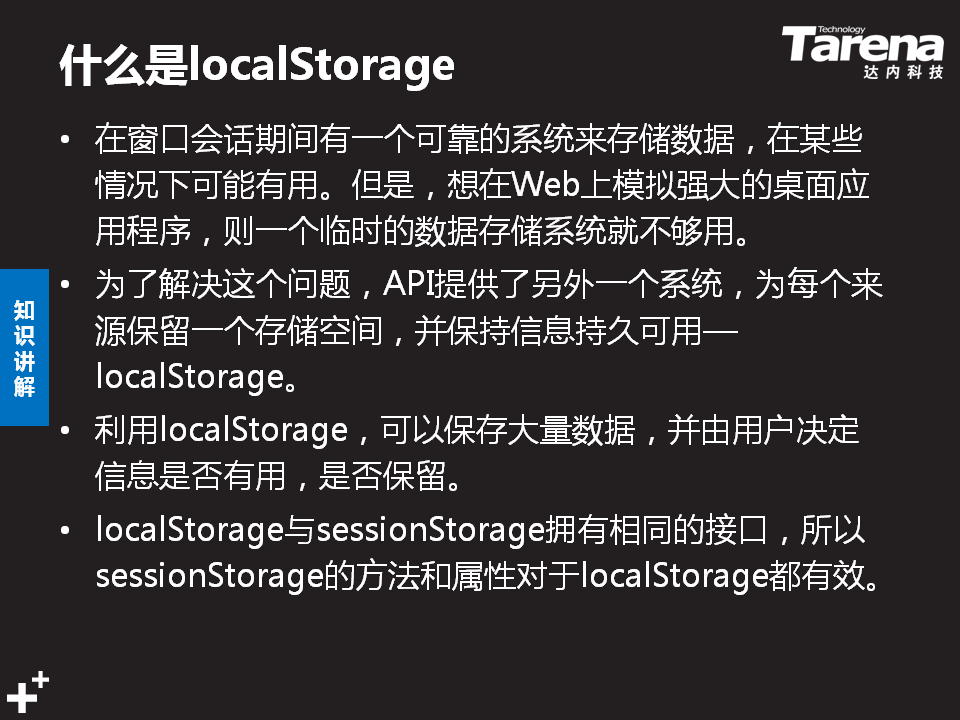 什么是localStorage
Technology
Tarena
达内科技
• 在窗口会话期间有一个可靠的系统来存储数据，在某些
情况下可能有用。但是，想在Web上模拟强大的桌面应
用程序，则一个临时的数据存储系统就不够用。
• 为了解决这个问题，API提供了另外一个系统，为每个来
源保留一个存储空间，并保持信息持久可用—
localStorage。
• 利用localStorage，可以保存大量数据，并由用户决定
信息是否有用，是否保留。
• localStorage与sessionStorage拥有相同的接口，所以
sessionStorage的方法和属性对于localStorage都有效。
知
识
讲
解